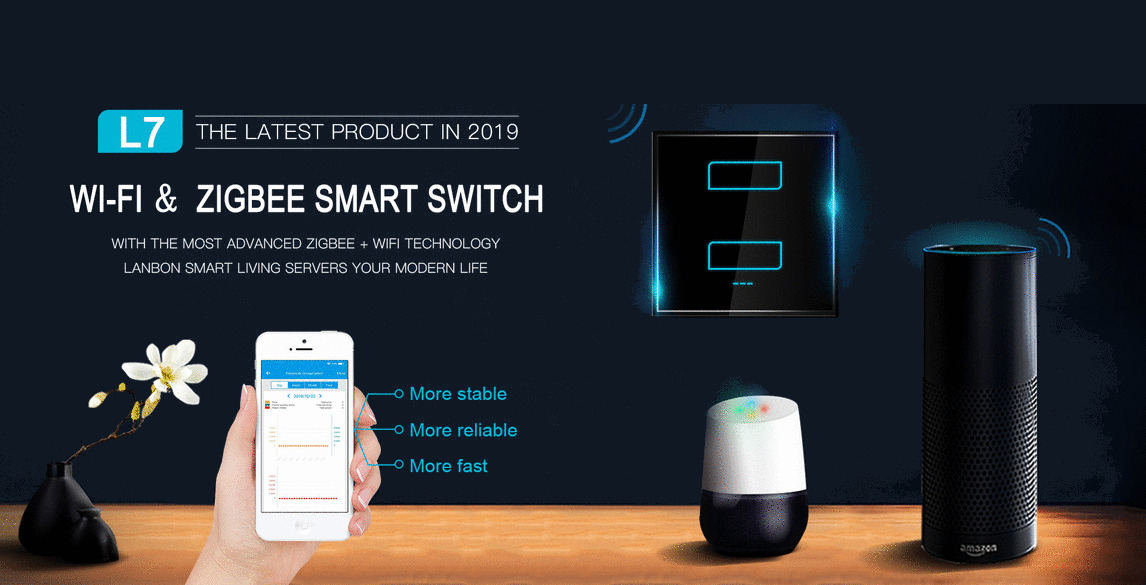 L7
THE LATEST PRODUCT IN 2019
WI-FI & ZIGBEE SMART SWITCH
WITH THE MOST ADVANCED ZIGBEE + WIFI TECHNOLOGY
LANBON SMART LIVING SERVERS YOUR MODERN LIFE
More stable
More reliable
More fast
amazon